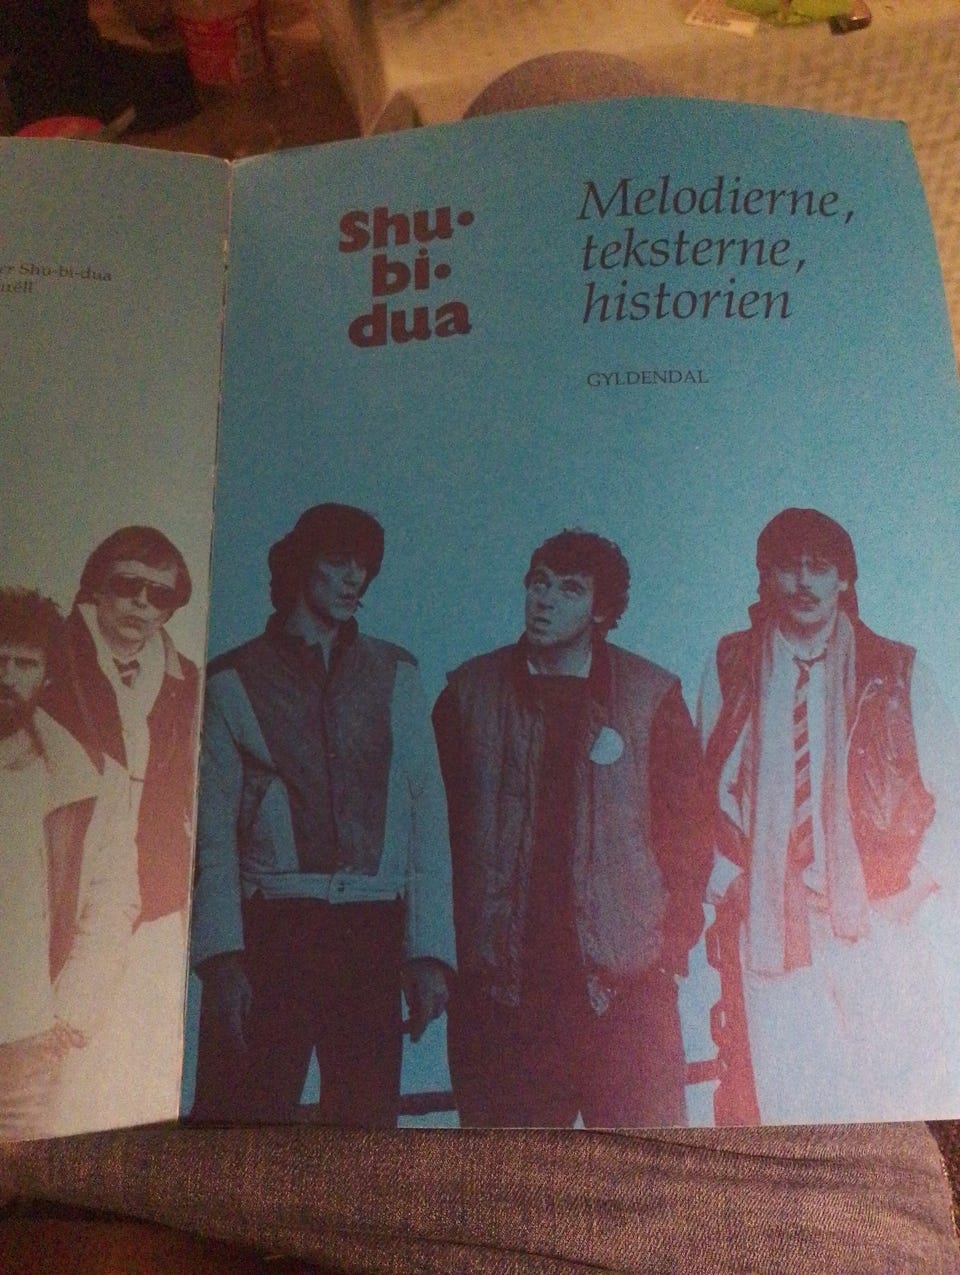 Shu-bi-dua
shu·
bi·
dua
Melodierne,
teksterne,
historien
GYLDENDAL